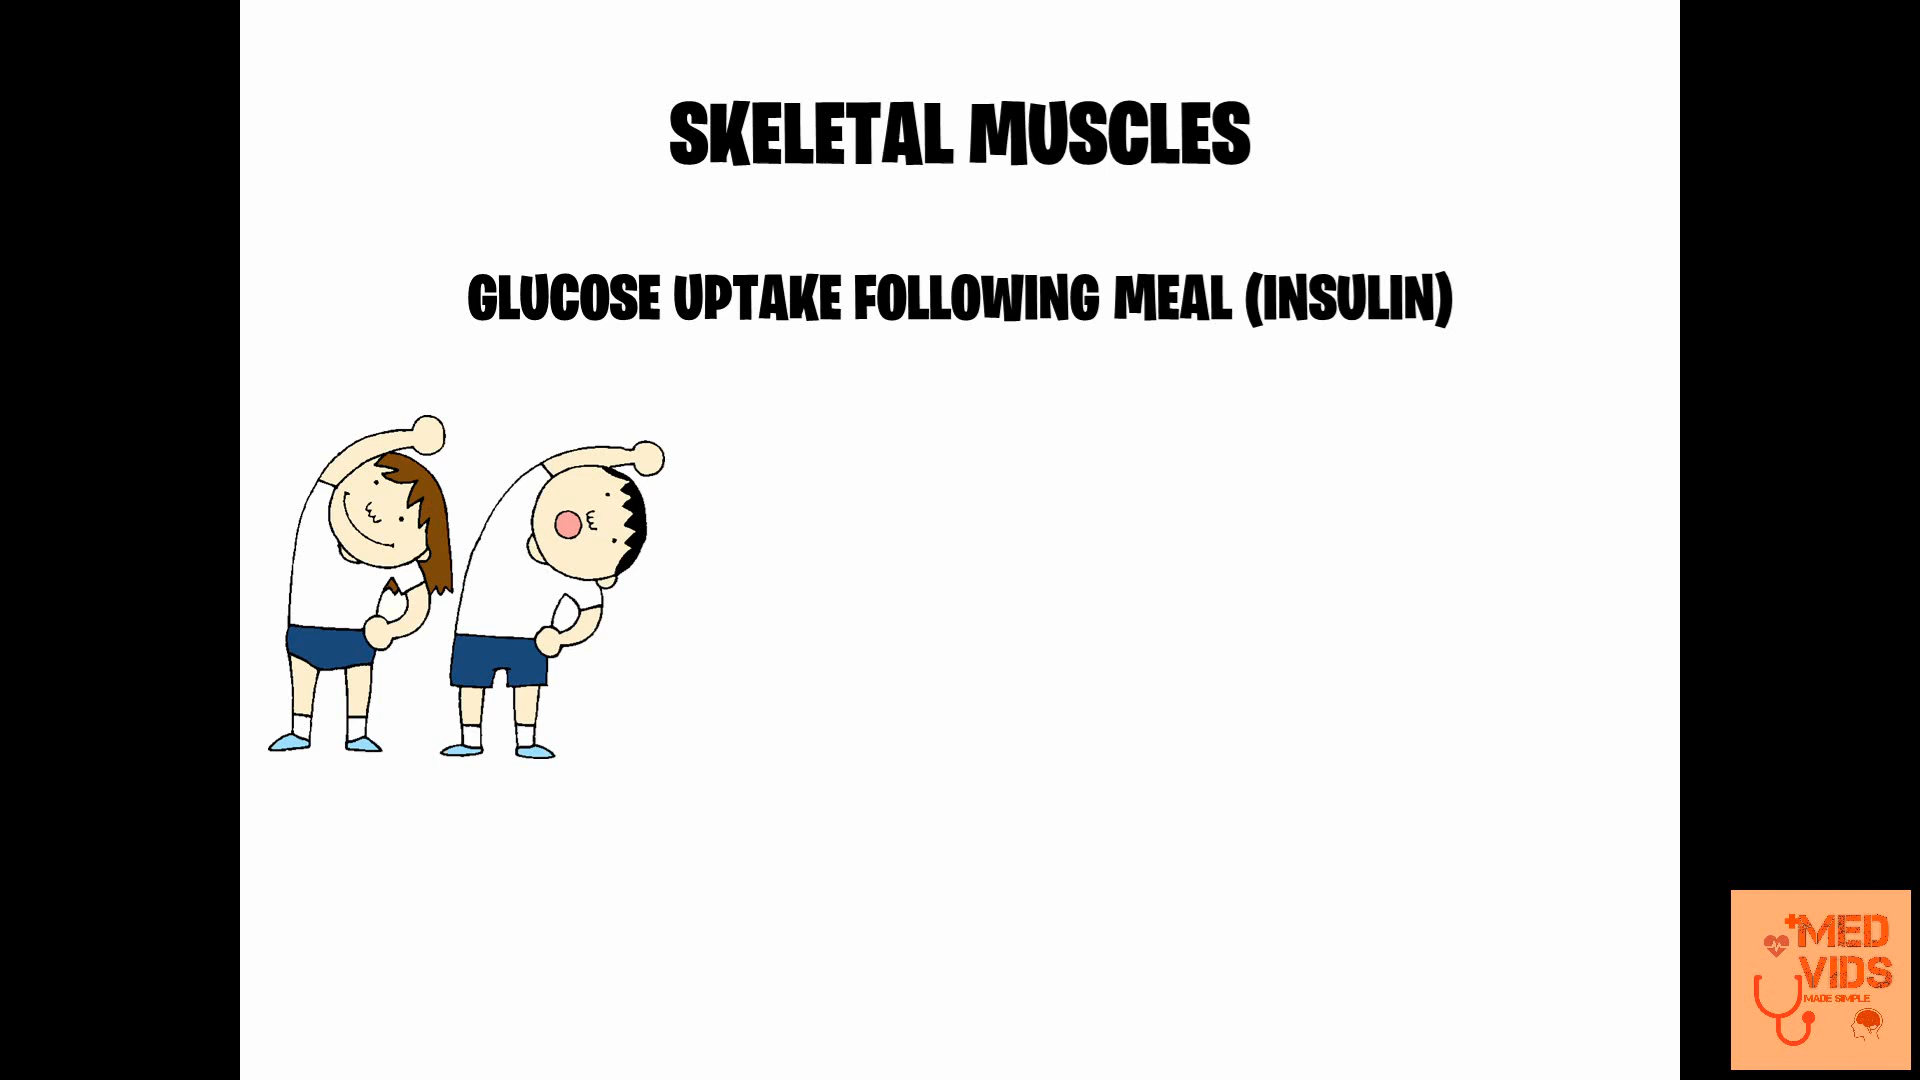 SKELETAL MUSCLES
GLUCOSE UPTAKE FOLLOWING MEAL (INSULIN)
MED
VIDS
MADE SIMPLE